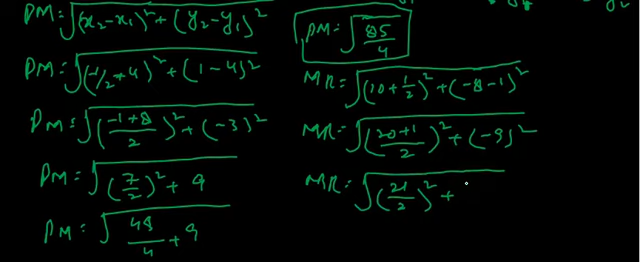 PM = √(x₂-x₁)² + (y₂-y₁)²
PM = √(-1/2+4)² + (1-4)²
PM = √(-1+8/2)² + (-3)²
PM = √(7/2)² + 9
PM = √48/4 + 9
PM = √85/4
MR = √(10+1/2)² + (-8-1)²
MR = √(20+1/2)² + (-9)²
MR = √(21/2)² +